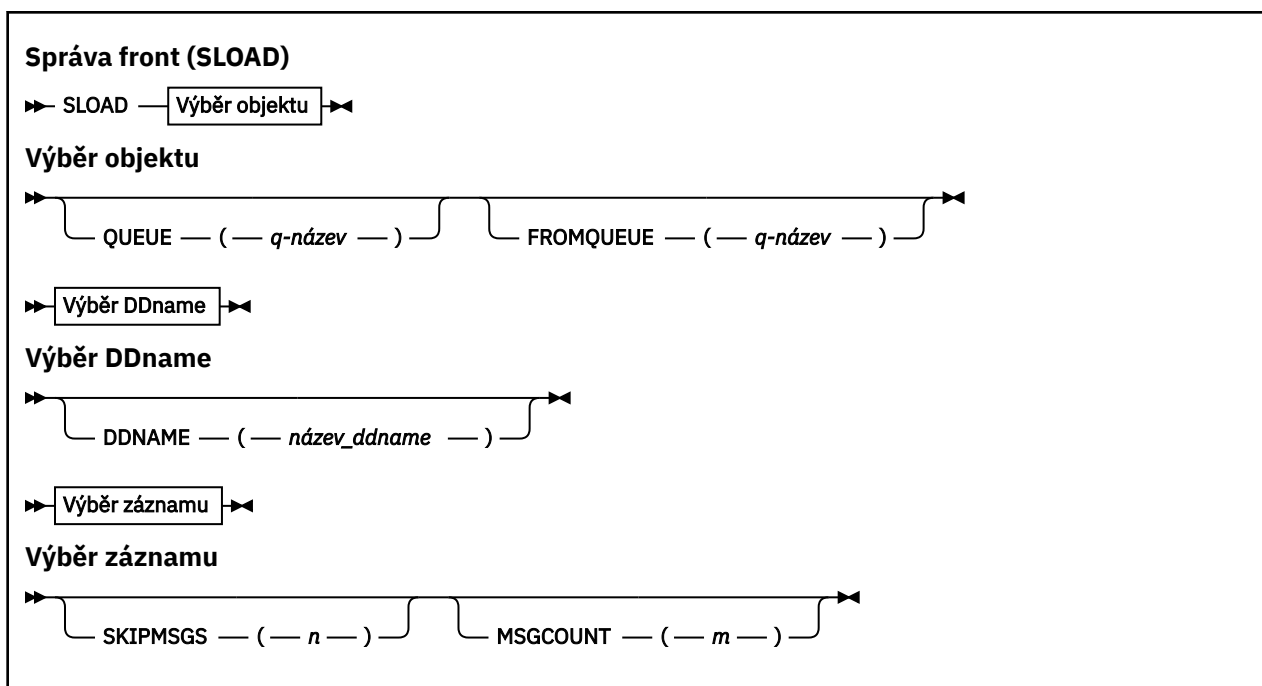 Správa front (SLOAD)
SLOAD Výběr objektu
Výběr objektu
QUEUE ( q-název ) FROMQUEUE ( q-název )
Výběr DDname
Výběr DDname
DDNAME ( název_ddname )
Výběr záznamu
Výběr záznamu
SKIPMSGS ( n ) MSGCOUNT ( m )